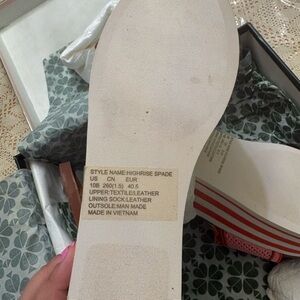 STYLE NAME:HIGHRISE SPADE
US CN EUR
10B 260(1.5) 40.5
UPPER:TEXTILE/LEATHER
LINING SOCK:LEATHER
OUTSOLE:MAN MADE
MADE IN VIETNAM